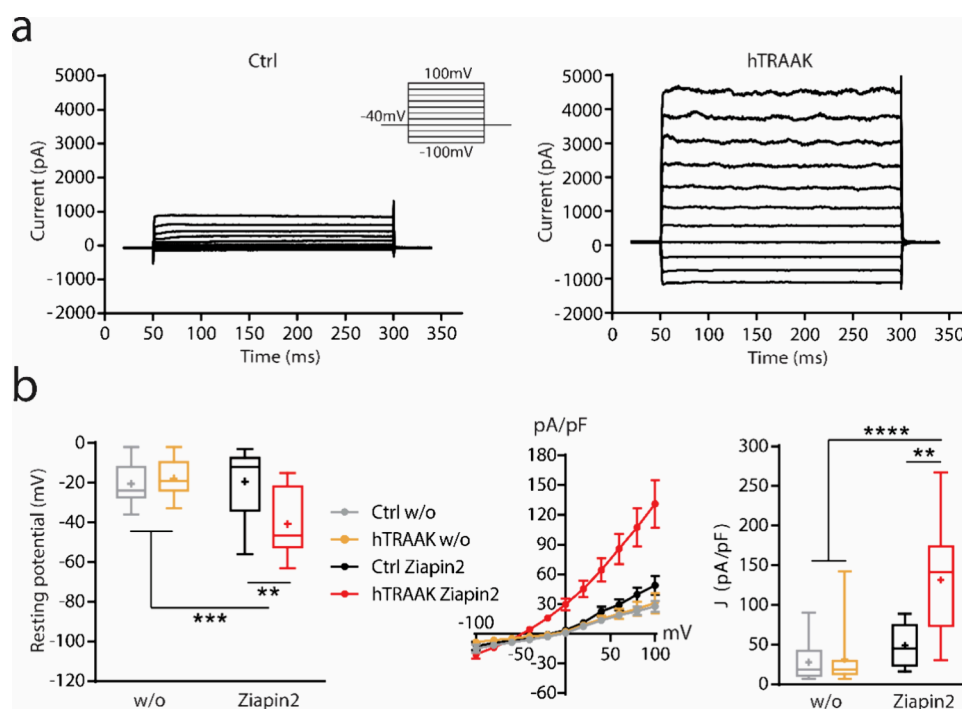 a
Ctrl
hTRAAK
Current (pA)
5000
4000
3000
2000
1000
0
-1000
-2000
0 50 100 150 200 250 300 350
Time (ms)
100mV
-40mV
-100mV
Current (pA)
5000
4000
3000
2000
1000
0
-1000
-2000
0 50 100 150 200 250 300 350
Time (ms)
b
Resting potential (mV)
0
-20
-40
-60
-80
-100
-120
**
***
w/o Ziapin2
Ctrl w/o
hTRAAK w/o
Ctrl Ziapin2
hTRAAK Ziapin2
pA/pF
180
150
120
90
60
30
-30
-60
-100 -50 50 100
mV
J (pA/pF)
300
250
200
150
100
50
0
****
**
w/o Ziapin2